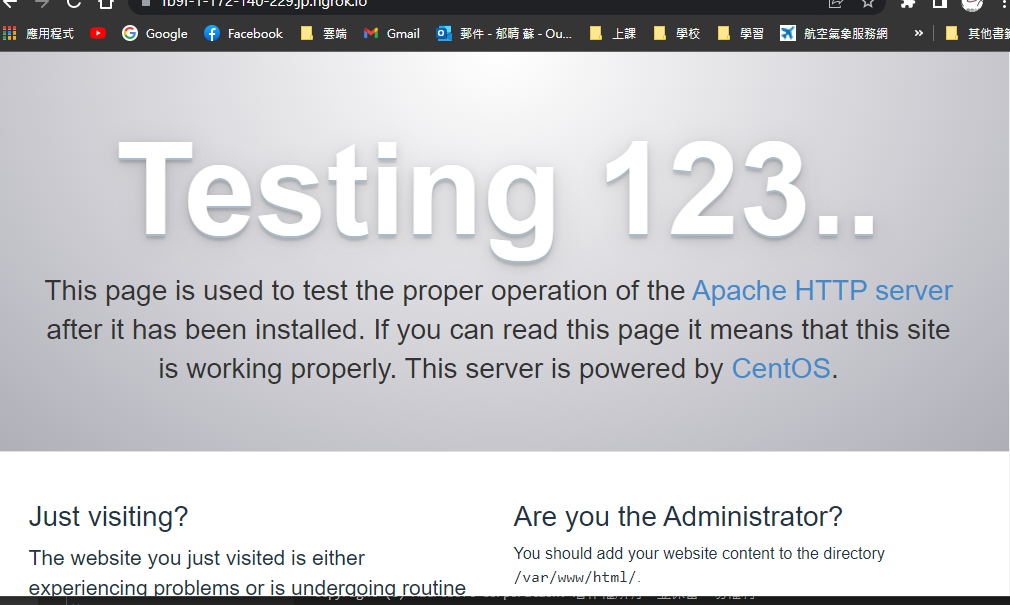 fb9f-1-172-140-229.jp.ngrok.io
應用程式 Google Facebook 雲端 Gmail 郵件 - 郁晴 蘇 - Ou... 上課 學校 學習 航空氣象服務網 » 其他書籤
Testing 123..
This page is used to test the proper operation of the Apache HTTP server
after it has been installed. If you can read this page it means that this site
is working properly. This server is powered by CentOS.
Just visiting?
The website you just visited is either
experiencing problems or is undergoing routine
Are you the Administrator?
You should add your website content to the directory
/var/www/html/.